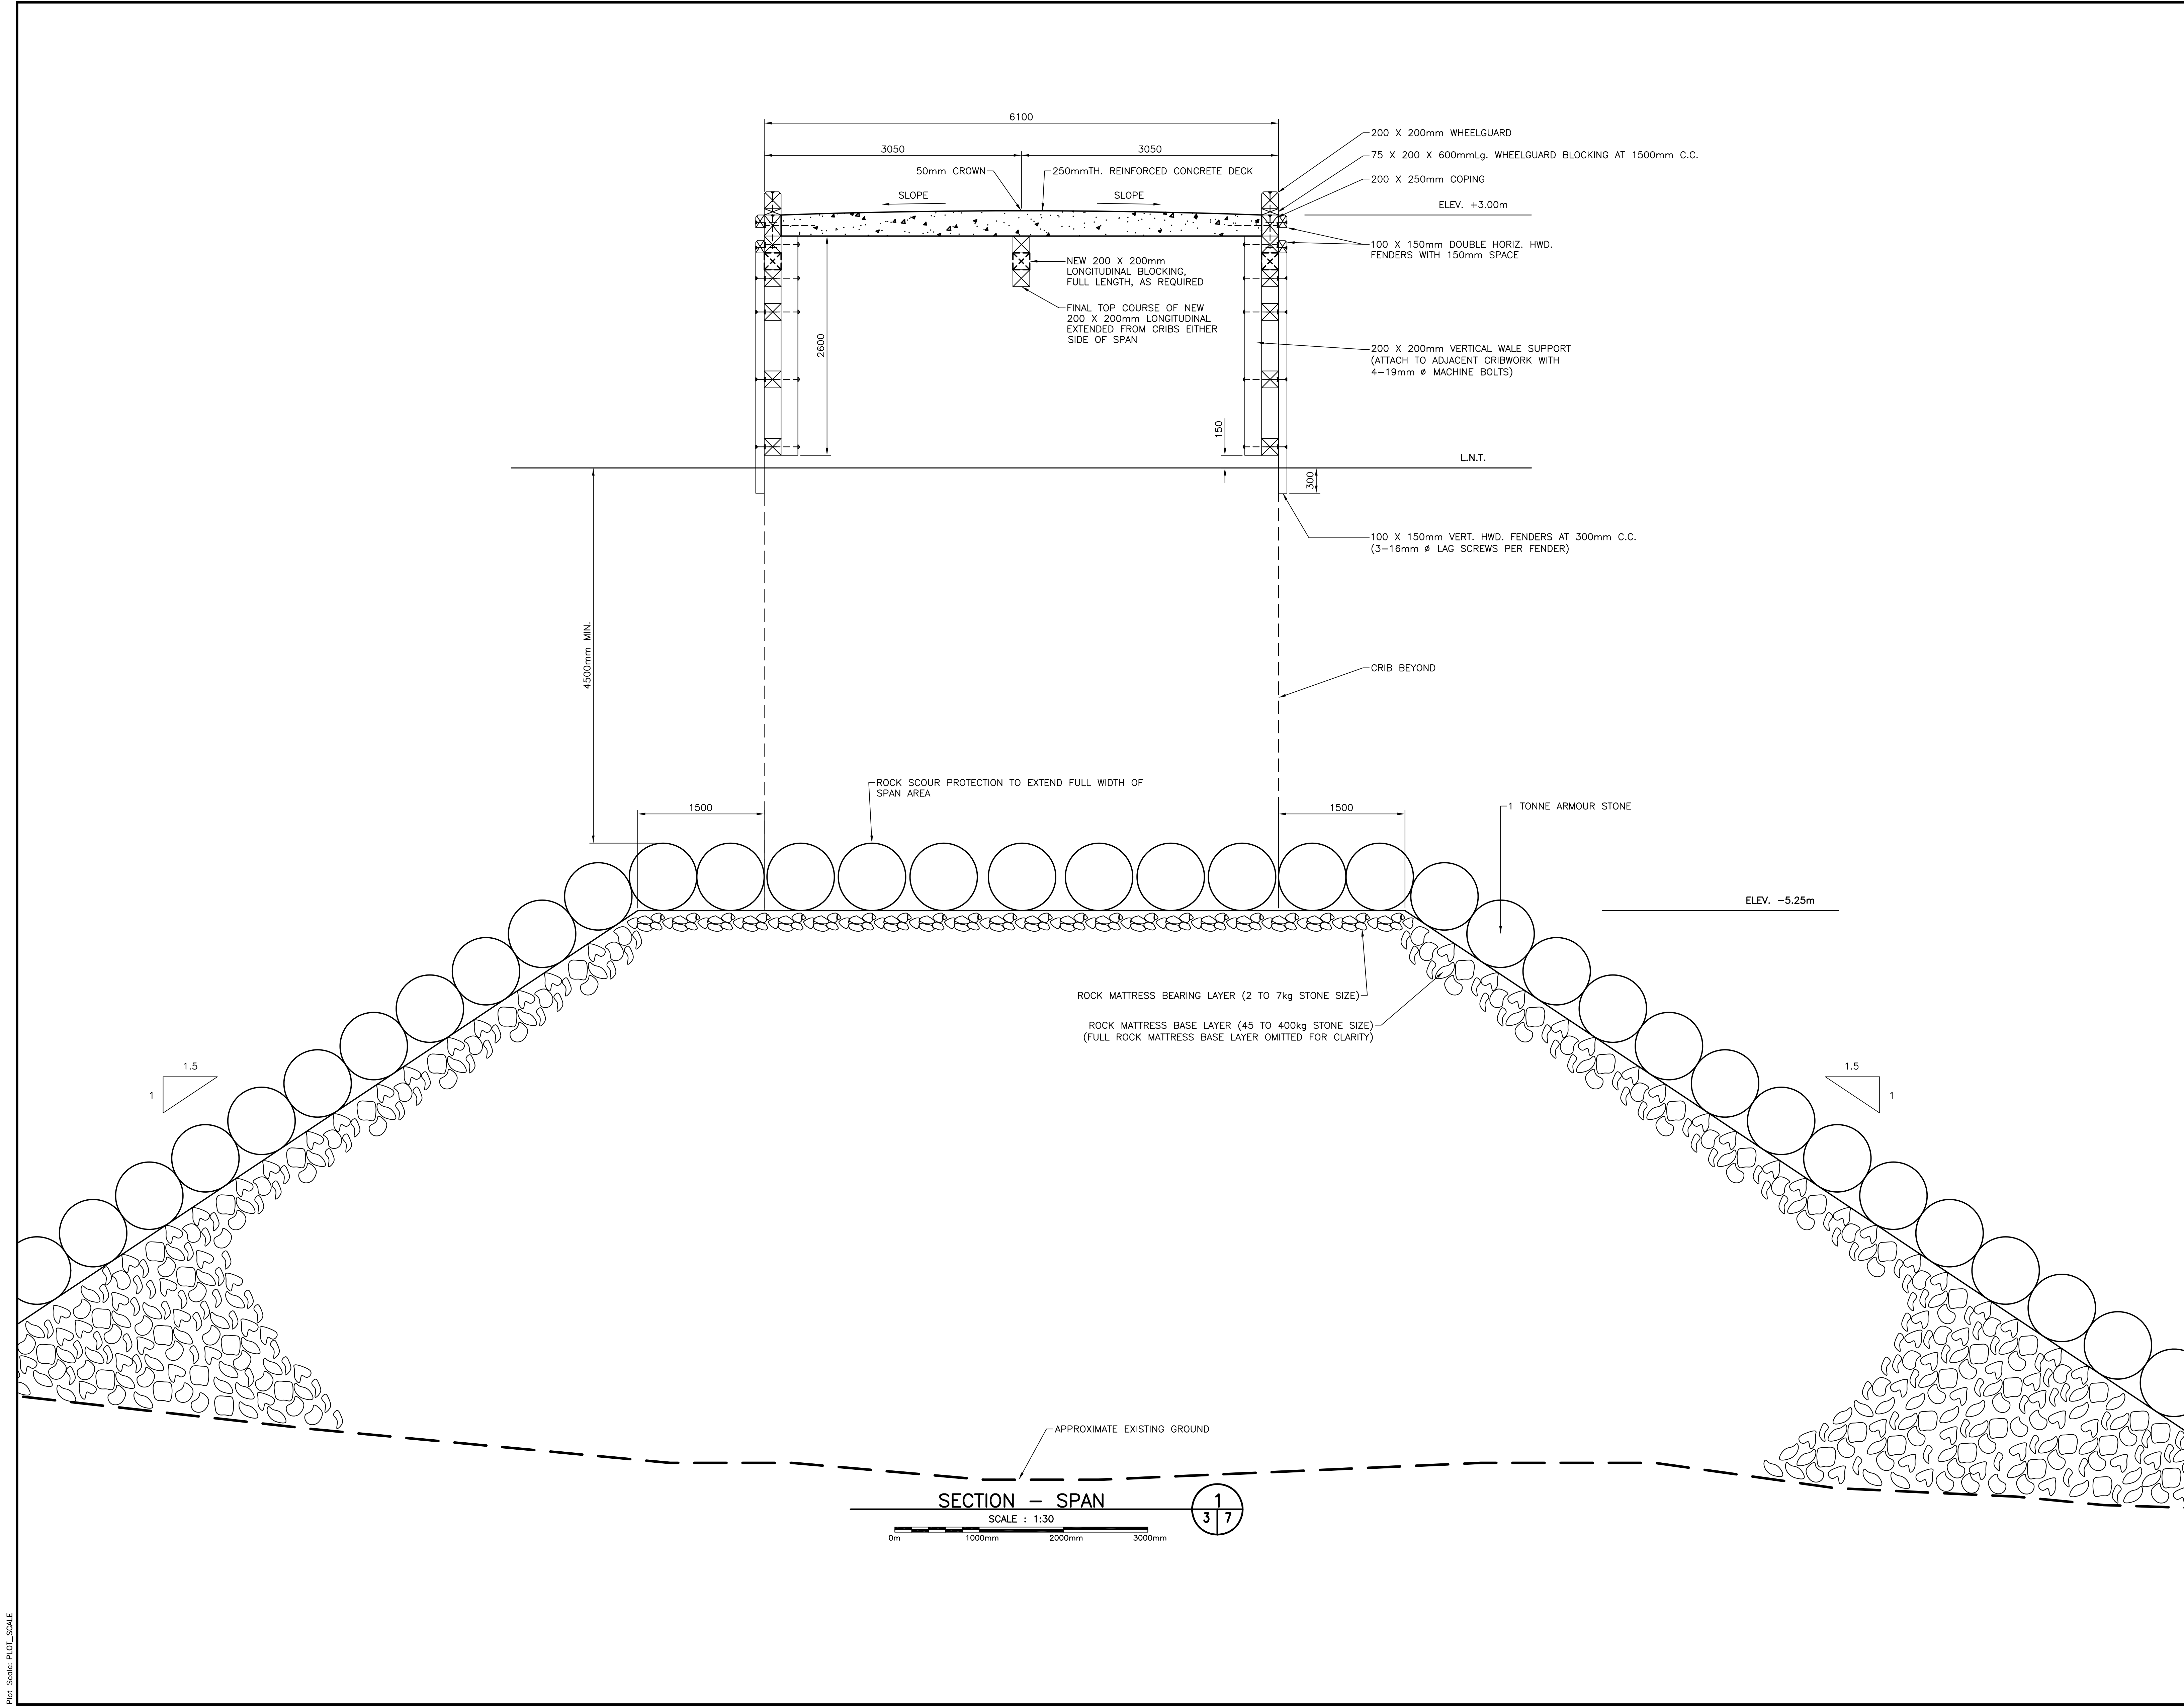 6100
3050
3050
200 X 200mm WHEELGUARD
75 X 200 X 600mmLg. WHEELGUARD BLOCKING AT 1500mm C.C.
50mm CROWN
250mmTH. REINFORCED CONCRETE DECK
200 X 250mm COPING
SLOPE
SLOPE
ELEV. +3.00m
100 X 150mm DOUBLE HORIZ. HWD.
FENDERS WITH 150mm SPACE
NEW 200 X 200mm
LONGITUDINAL BLOCKING,
FULL LENGTH, AS REQUIRED
FINAL TOP COURSE OF NEW
200 X 200mm LONGITUDINAL
EXTENDED FROM CRIBS EITHER
SIDE OF SPAN
2600
200 X 200mm VERTICAL WALE SUPPORT
(ATTACH TO ADJACENT CRIBWORK WITH
4-19mm ø MACHINE BOLTS)
150
L.N.T.
300
100 X 150mm VERT. HWD. FENDERS AT 300mm C.C.
(3-16mm ø LAG SCREWS PER FENDER)
4500mm MIN.
CRIB BEYOND
ROCK SCOUR PROTECTION TO EXTEND FULL WIDTH OF
SPAN AREA
1500
1500
1 TONNE ARMOUR STONE
ELEV. -5.25m
ROCK MATTRESS BEARING LAYER (2 TO 7kg STONE SIZE)
ROCK MATTRESS BASE LAYER (45 TO 400kg STONE SIZE)
(FULL ROCK MATTRESS BASE LAYER OMITTED FOR CLARITY)
1.5
1
1.5
1
APPROXIMATE EXISTING GROUND
SECTION - SPAN
1
3 7
SCALE : 1:30
0m 1000mm 2000mm 3000mm
Plot Scale: PLOT_SCALE